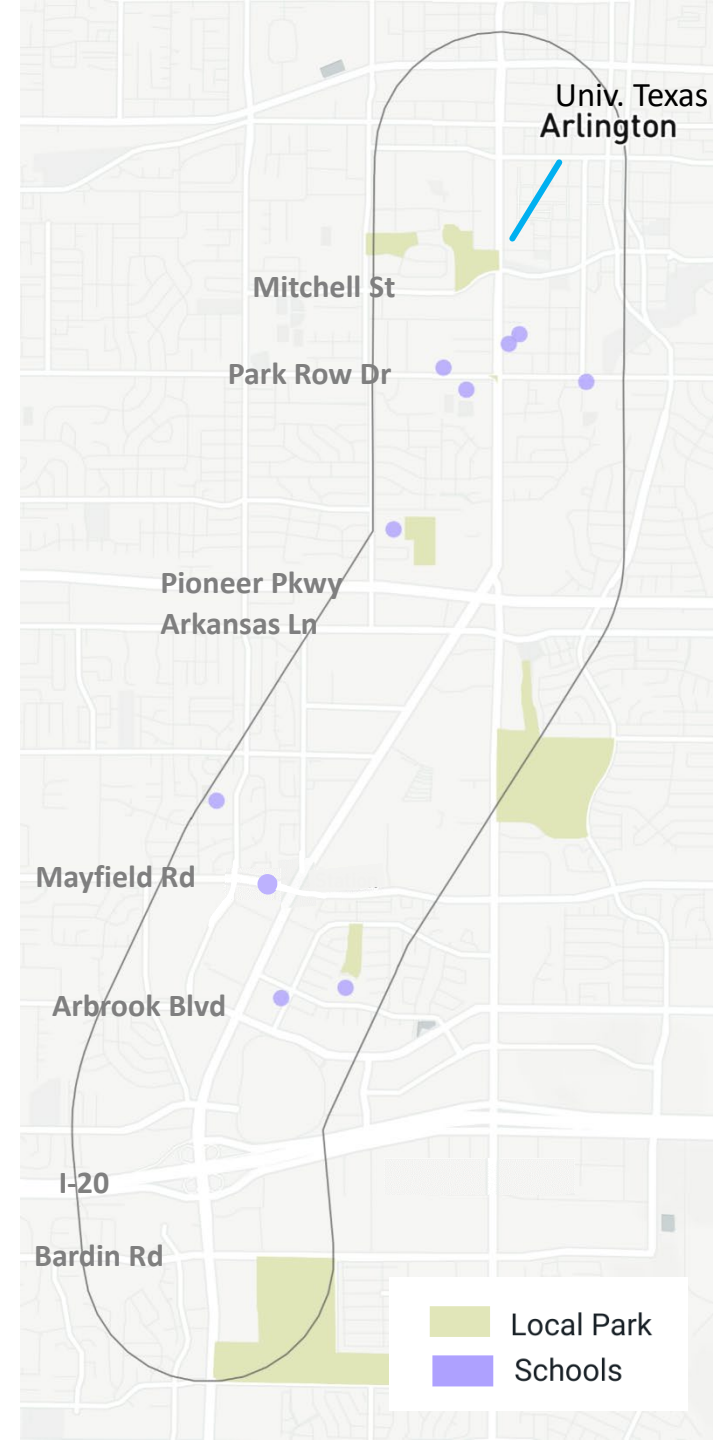 Univ. Texas
Arlington
Mitchell St
Park Row Dr
Pioneer Pkwy
Arkansas Ln
Mayfield Rd
Arbrook Blvd
I-20
Bardin Rd
Local Park
Schools